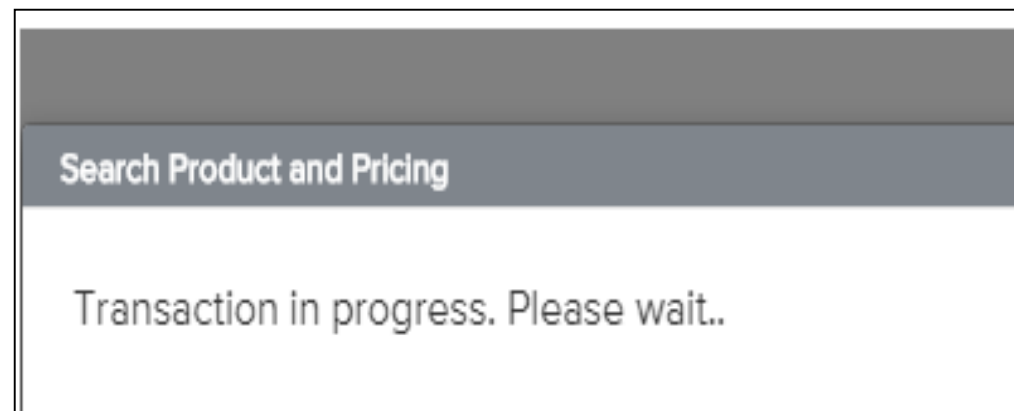 Search Product and Pricing
Transaction in progress. Please wait..